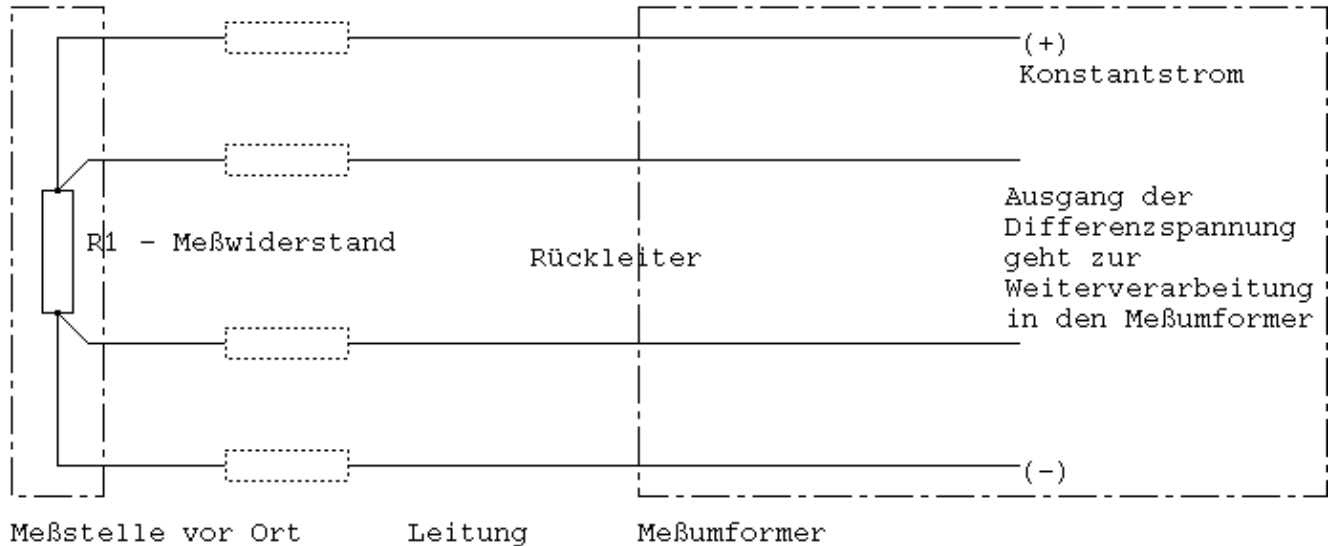 (+)
Konstantstrom
Ausgang der
Differenzspannung
geht zur
Weiterverarbeitung
in den Meßumformer
R1 - Meßwiderstand
Rückleiter
(-)
Meßstelle vor Ort
Leitung
Meßumformer